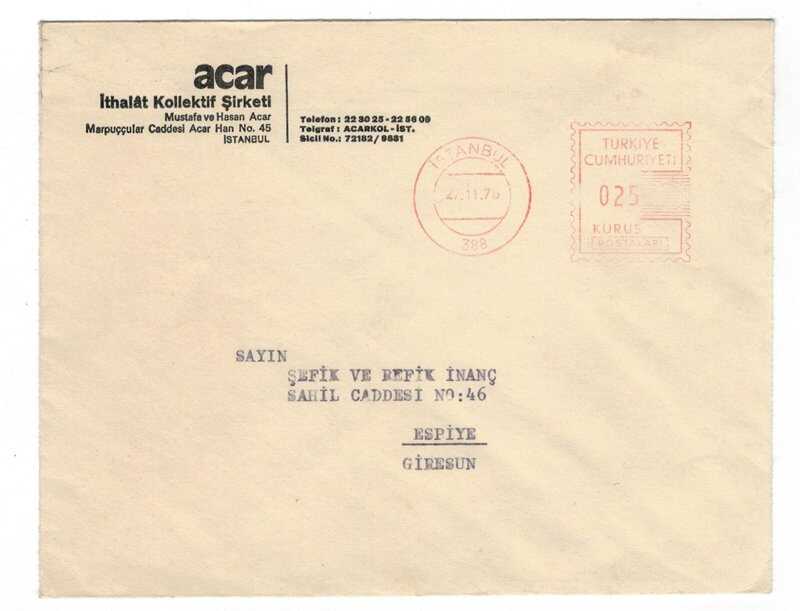 acar
İthalât Kollektif Şirketi
Mustafa ve Hasan Acar
Marpuççular Caddesi Acar Han No. 45
İSTANBUL
Telefon : 22 30 25 - 22 56 09
Telgraf : ACARKOL - İST.
Sicil No.: 72182 / 9881
İSTANBUL
27.11.70
388
TÜRKİYE
CUMHURİYETİ
025
KURUŞ
POSTALARI
SAYIN
ŞEFİK VE REFİK İNANÇ
SAHİL CADDESI NO:46
ESPİYE
GİRESUN